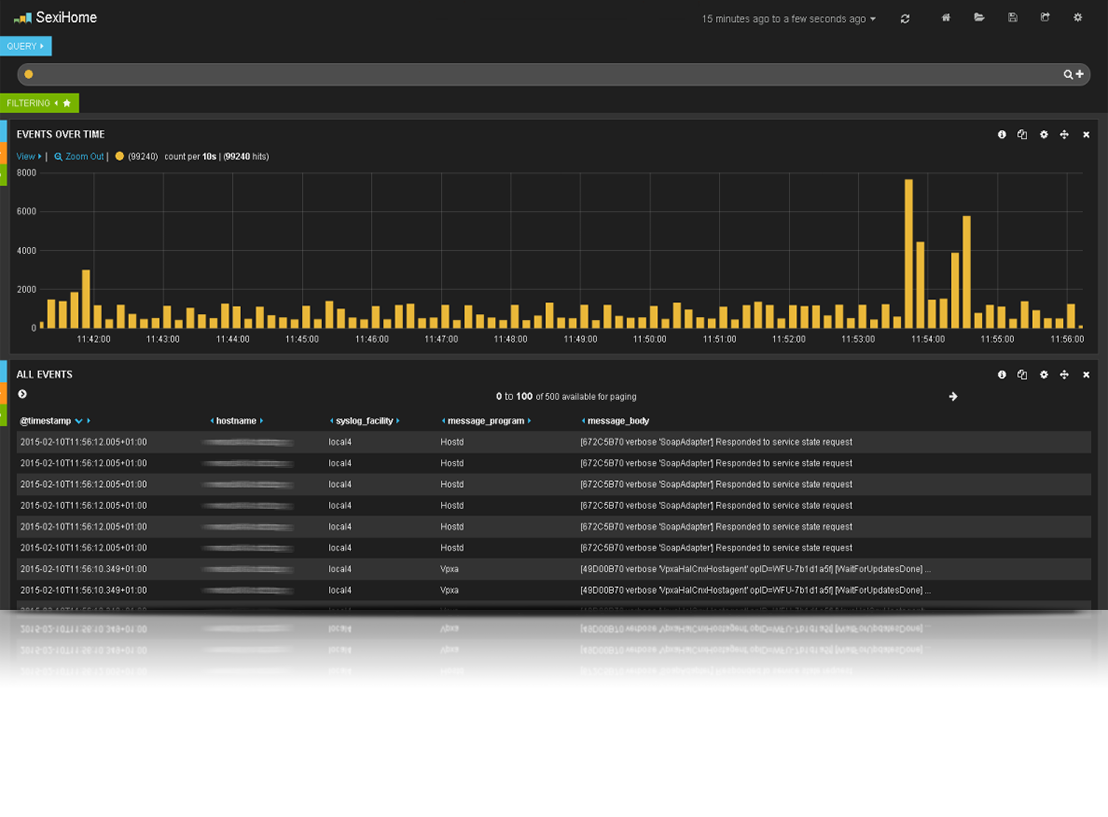 SexiHome
15 minutes ago to a few seconds ago
QUERY
FILTERING
EVENTS OVER TIME
View | Zoom Out | (99240) count per 10s | (99240 hits)
8000
6000
4000
2000
0
11:42:00 11:43:00 11:44:00 11:45:00 11:46:00 11:47:00 11:48:00 11:49:00 11:50:00 11:51:00 11:52:00 11:53:00 11:54:00 11:55:00 11:56:00
ALL EVENTS
0 to 100 of 500 available for paging
@timestamp hostname syslog_facility message_program message_body
2015-02-10T11:56:12.005+01:00 local4 Hostd [672C5B70 verbose 'SoapAdapter'] Responded to service state request
2015-02-10T11:56:12.005+01:00 local4 Hostd [672C5B70 verbose 'SoapAdapter'] Responded to service state request
2015-02-10T11:56:12.005+01:00 local4 Hostd [672C5B70 verbose 'SoapAdapter'] Responded to service state request
2015-02-10T11:56:12.005+01:00 local4 Hostd [672C5B70 verbose 'SoapAdapter'] Responded to service state request
2015-02-10T11:56:12.005+01:00 local4 Hostd [672C5B70 verbose 'SoapAdapter'] Responded to service state request
2015-02-10T11:56:12.005+01:00 local4 Hostd [672C5B70 verbose 'SoapAdapter'] Responded to service state request
2015-02-10T11:56:10.349+01:00 local4 Vpxa [49D00B70 verbose 'VpxaHalCnxHostagent' opID=WFU-7b1d1a5f] [WaitForUpdatesDone] ...
2015-02-10T11:56:10.349+01:00 local4 Vpxa [49D00B70 verbose 'VpxaHalCnxHostagent' opID=WFU-7b1d1a5f] [WaitForUpdatesDone] ...